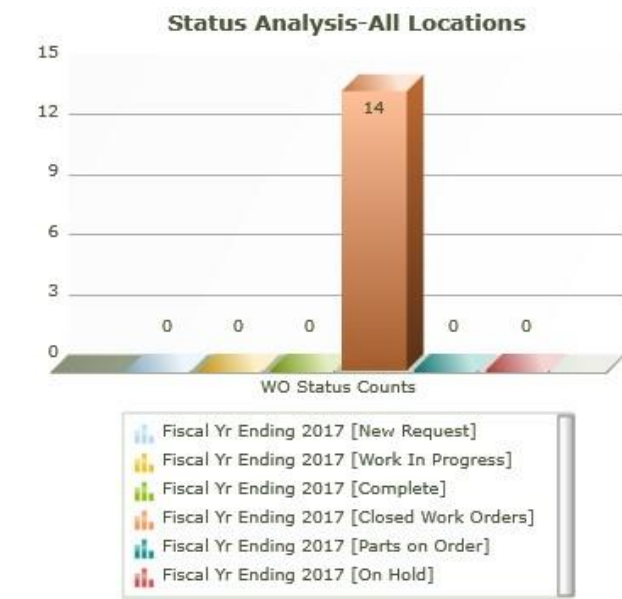 Status Analysis-All Locations
15
12
9
6
3
0
14
0 0 0 0 0
WO Status Counts
Fiscal Yr Ending 2017 [New Request]
Fiscal Yr Ending 2017 [Work In Progress]
Fiscal Yr Ending 2017 [Complete]
Fiscal Yr Ending 2017 [Closed Work Orders]
Fiscal Yr Ending 2017 [Parts on Order]
Fiscal Yr Ending 2017 [On Hold]